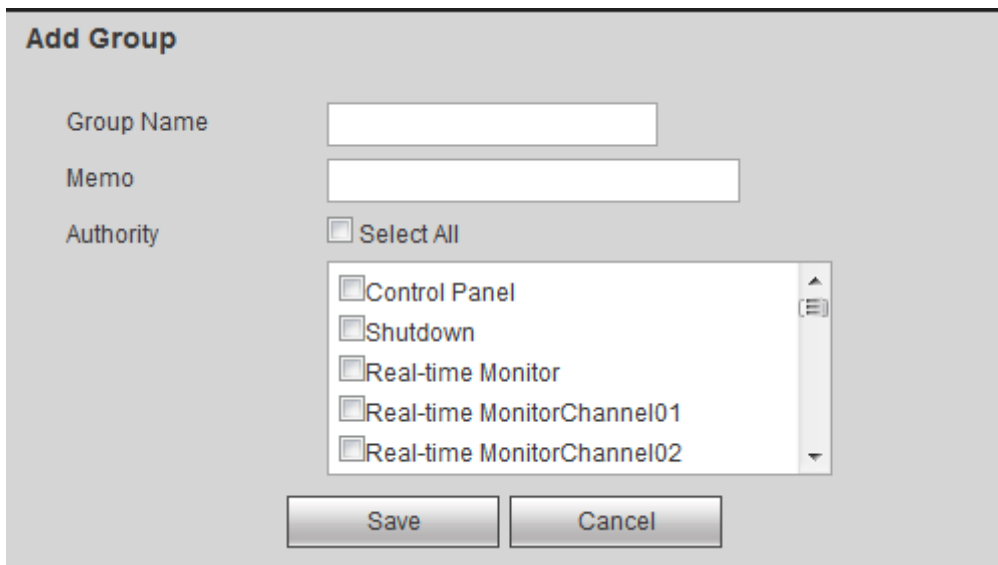 Add Group
Group Name
Memo
Authority Select All
Control Panel
Shutdown
Real-time Monitor
Real-time MonitorChannel01
Real-time MonitorChannel02
Save Cancel